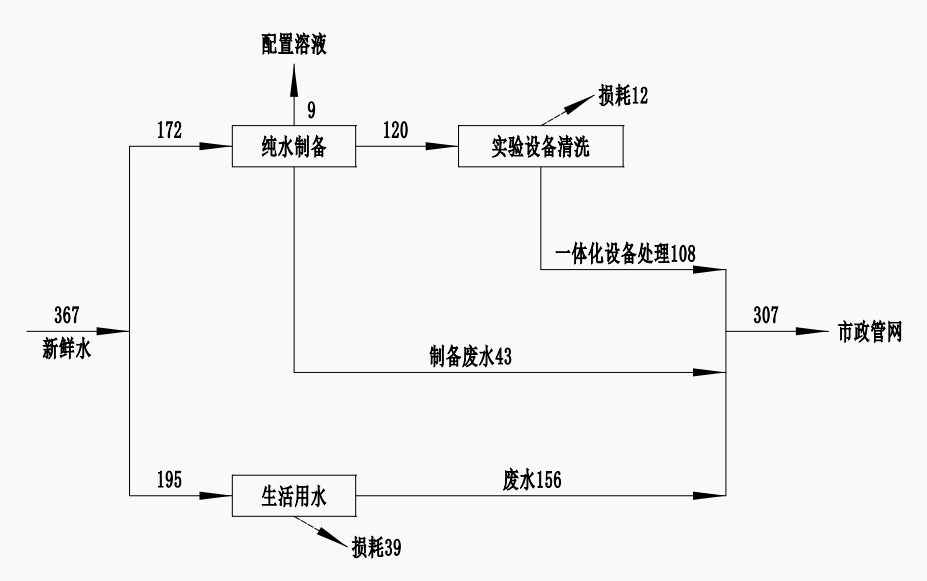 配置溶液
9
172
纯水制备
120
实验设备清洗
损耗12
一体化设备处理108
367
新鲜水
307
市政管网
制备废水43
195
生活用水
废水156
损耗39